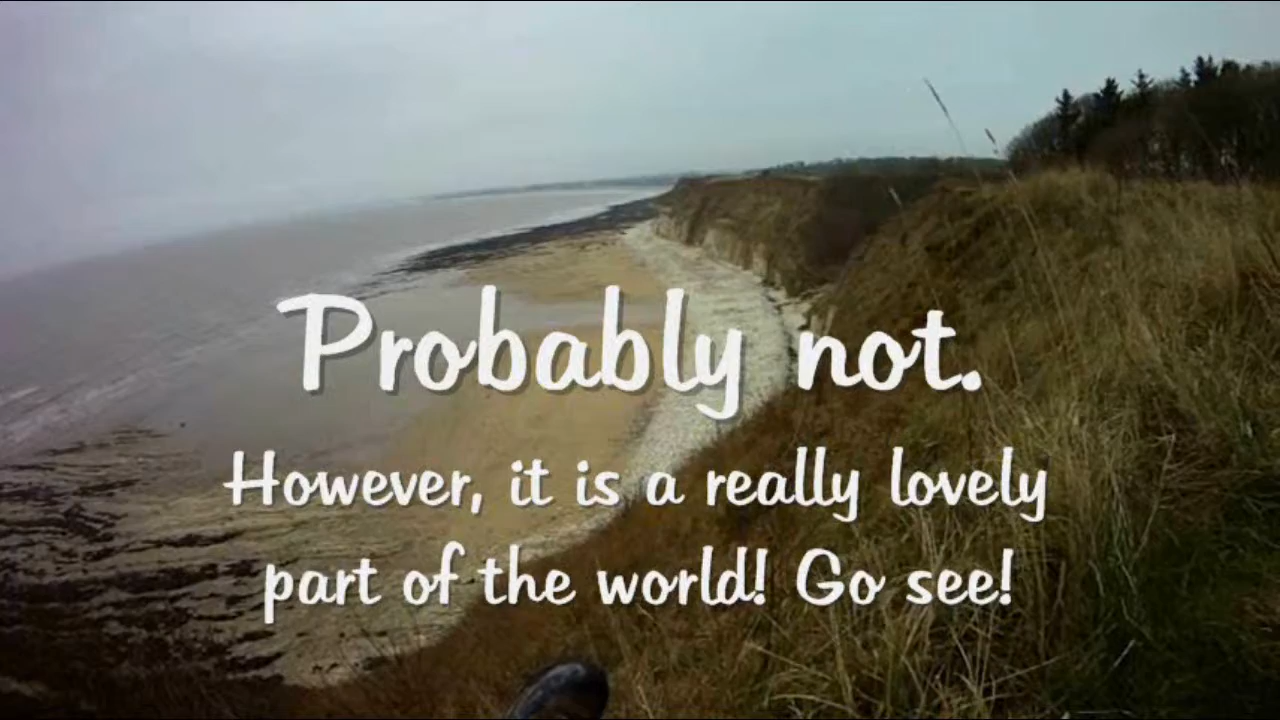 Probably not.
However, it is a really lovely
part of the world! Go see!